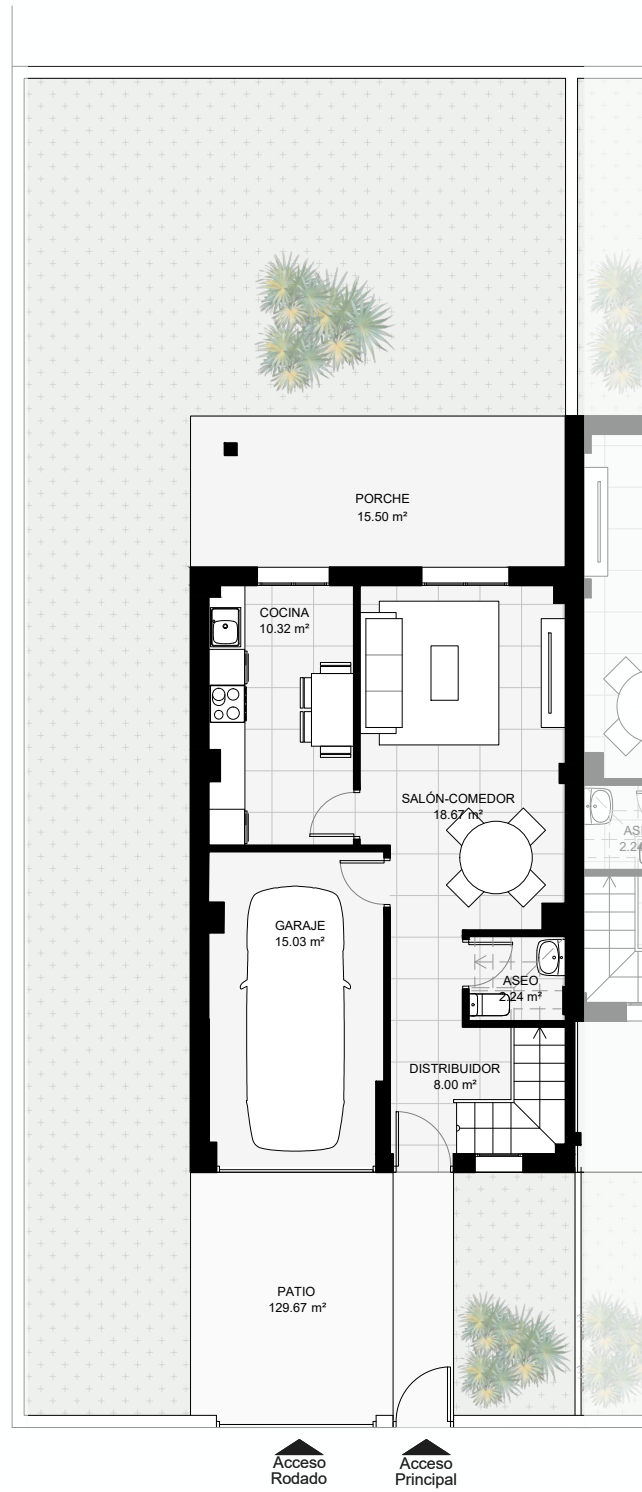 PORCHE
15.50 m²
COCINA
10.32 m²
SALÓN-COMEDOR
18.67 m²
GARAJE
15.03 m²
ASEO
2.24 m²
DISTRIBUIDOR
8.00 m²
PATIO
129.67 m²
Acceso
Rodado
Acceso
Principal